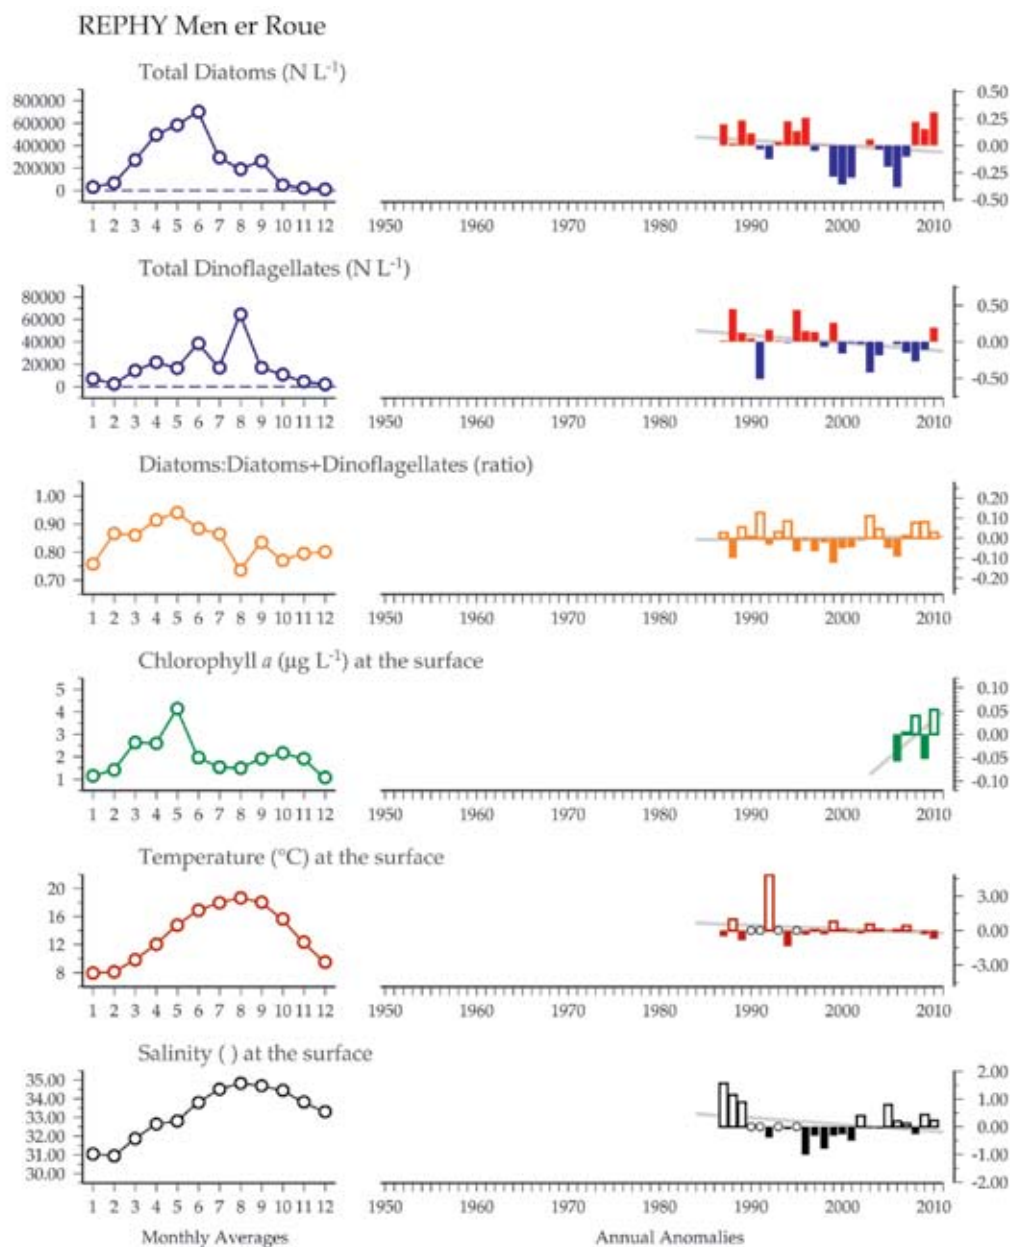 REPHY Men er Roue
Total Diatoms (N L⁻¹)
800000
600000
400000
200000
0
0.50
0.25
0.00
-0.25
-0.50
1 2 3 4 5 6 7 8 9 10 11 12
1950 1960 1970 1980 1990 2000 2010
Total Dinoflagellates (N L⁻¹)
80000
60000
40000
20000
0
0.50
0.00
-0.50
1 2 3 4 5 6 7 8 9 10 11 12
1950 1960 1970 1980 1990 2000 2010
Diatoms:Diatoms+Dinoflagellates (ratio)
1.00
0.90
0.80
0.70
0.20
0.10
0.00
-0.10
-0.20
1 2 3 4 5 6 7 8 9 10 11 12
1950 1960 1970 1980 1990 2000 2010
Chlorophyll a (µg L⁻¹) at the surface
5
4
3
2
1
0.10
0.05
0.00
-0.05
-0.10
1 2 3 4 5 6 7 8 9 10 11 12
1950 1960 1970 1980 1990 2000 2010
Temperature (°C) at the surface
20
16
12
8
3.00
0.00
-3.00
1 2 3 4 5 6 7 8 9 10 11 12
1950 1960 1970 1980 1990 2000 2010
Salinity ( ) at the surface
35.00
34.00
33.00
32.00
31.00
30.00
2.00
1.00
0.00
-1.00
-2.00
1 2 3 4 5 6 7 8 9 10 11 12
1950 1960 1970 1980 1990 2000 2010
Monthly Averages
Annual Anomalies